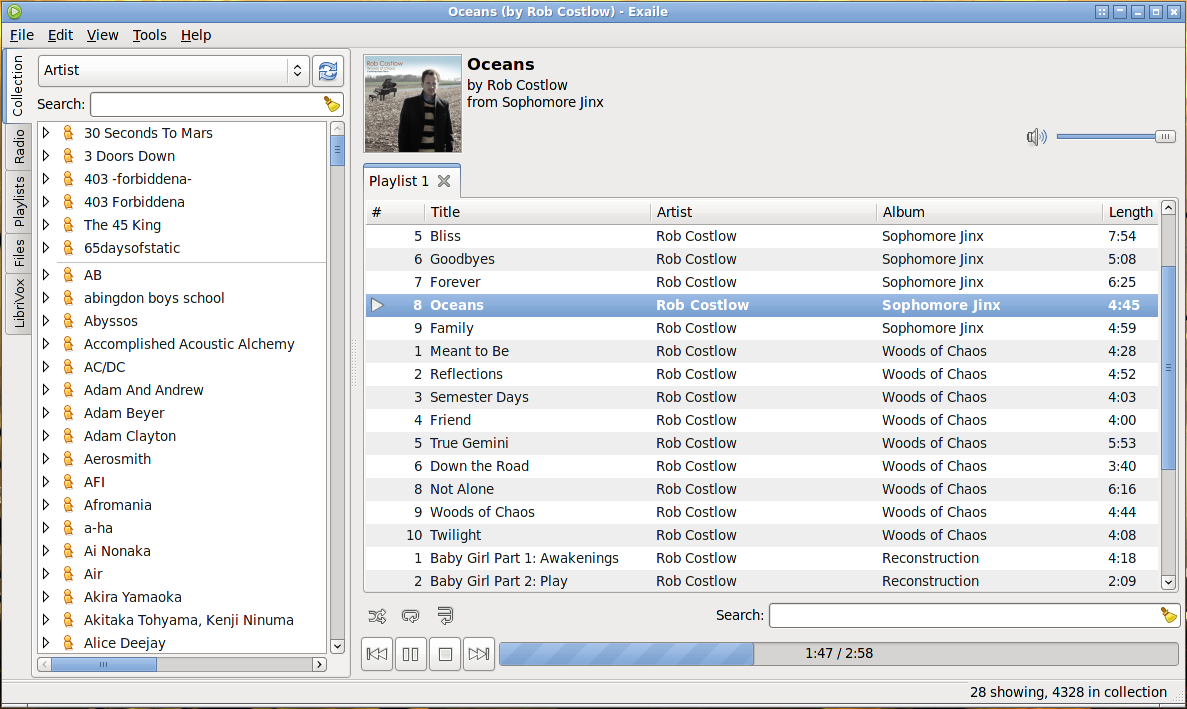 Oceans (by Rob Costlow) - Exaile
File Edit View Tools Help
Collection
Radio
Playlists
Files
LibriVox
Artist
Search:
30 Seconds To Mars
3 Doors Down
403 -forbiddena-
403 Forbiddena
The 45 King
65daysofstatic
AB
abingdon boys school
Abyssos
Accomplished Acoustic Alchemy
AC/DC
Adam And Andrew
Adam Beyer
Adam Clayton
Aerosmith
AFI
Afromania
a-ha
Ai Nonaka
Air
Akira Yamaoka
Akitaka Tohyama, Kenji Ninuma
Alice Deejay
Rob Costlow
Woods of Chaos
Oceans
by Rob Costlow
from Sophomore Jinx
Playlist 1
# Title Artist Album Length
5 Bliss Rob Costlow Sophomore Jinx 7:54
6 Goodbyes Rob Costlow Sophomore Jinx 5:08
7 Forever Rob Costlow Sophomore Jinx 6:25
8 Oceans Rob Costlow Sophomore Jinx 4:45
9 Family Rob Costlow Sophomore Jinx 4:59
1 Meant to Be Rob Costlow Woods of Chaos 4:28
2 Reflections Rob Costlow Woods of Chaos 4:52
3 Semester Days Rob Costlow Woods of Chaos 4:03
4 Friend Rob Costlow Woods of Chaos 4:00
5 True Gemini Rob Costlow Woods of Chaos 5:53
6 Down the Road Rob Costlow Woods of Chaos 3:40
8 Not Alone Rob Costlow Woods of Chaos 6:16
9 Woods of Chaos Rob Costlow Woods of Chaos 4:44
10 Twilight Rob Costlow Woods of Chaos 4:08
1 Baby Girl Part 1: Awakenings Rob Costlow Reconstruction 4:18
2 Baby Girl Part 2: Play Rob Costlow Reconstruction 2:09
Search:
1:47 / 2:58
28 showing, 4328 in collection